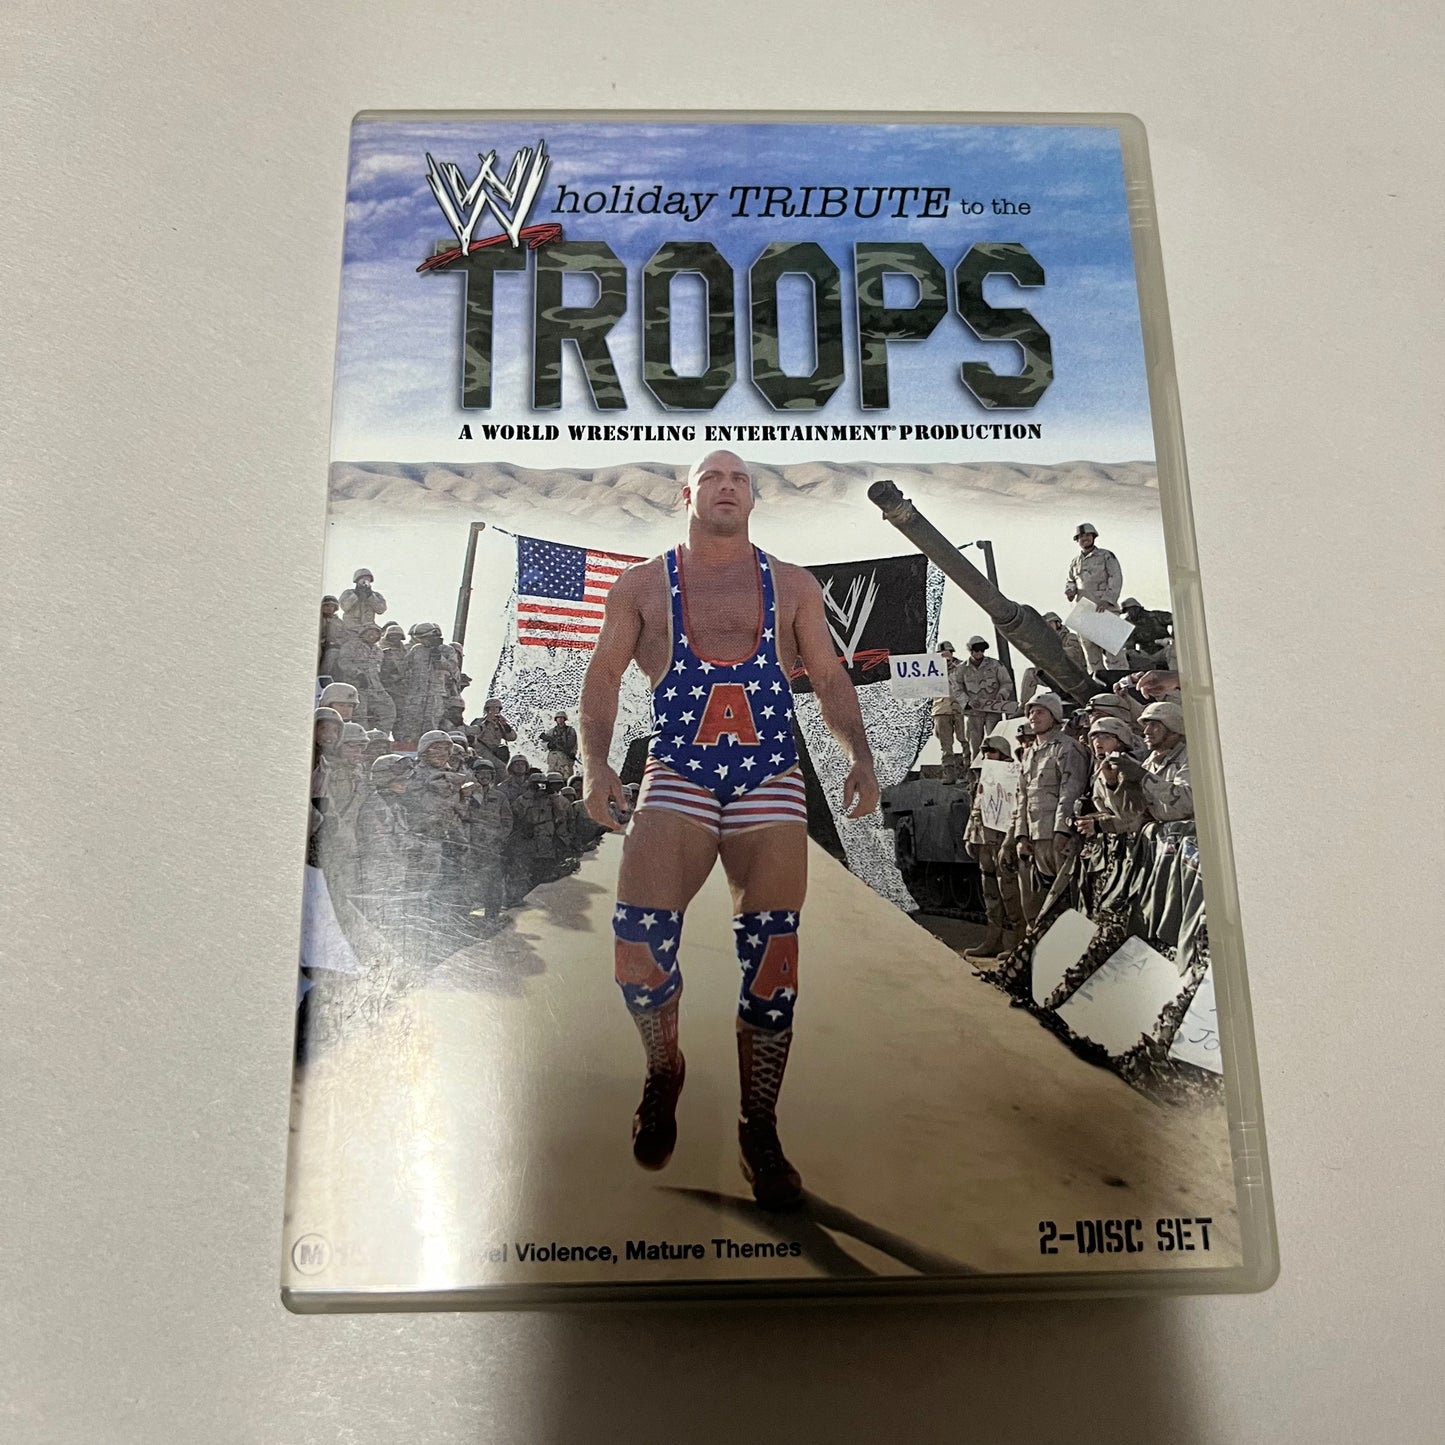 W
holiday TRIBUTE to the
TROOPS
A WORLD WRESTLING ENTERTAINMENT® PRODUCTION
W
U.S.A.
A
A
M
Violence, Mature Themes
2-DISC SET